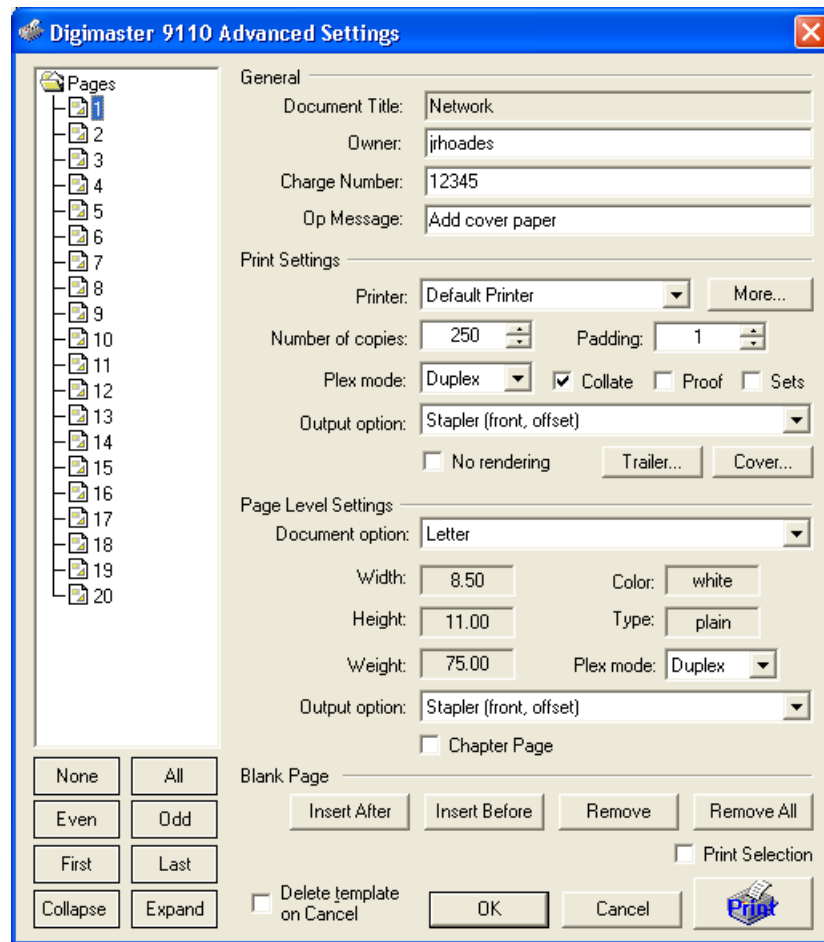 Digimaster 9110 Advanced Settings
Pages
1
2
3
4
5
6
7
8
9
10
11
12
13
14
15
16
17
18
19
20
None All
Even Odd
First Last
Collapse Expand
General
Document Title: Network
Owner: jrhoades
Charge Number: 12345
Op Message: Add cover paper
Print Settings
Printer: Default Printer More...
Number of copies: 250 Padding: 1
Plex mode: Duplex Collate Proof Sets
Output option: Stapler (front, offset)
No rendering Trailer... Cover...
Page Level Settings
Document option: Letter
Width: 8.50 Color: white
Height: 11.00 Type: plain
Weight: 75.00 Plex mode: Duplex
Output option: Stapler (front, offset)
Chapter Page
Blank Page
Insert After Insert Before Remove Remove All
Print Selection
Delete template
on Cancel
OK Cancel Print